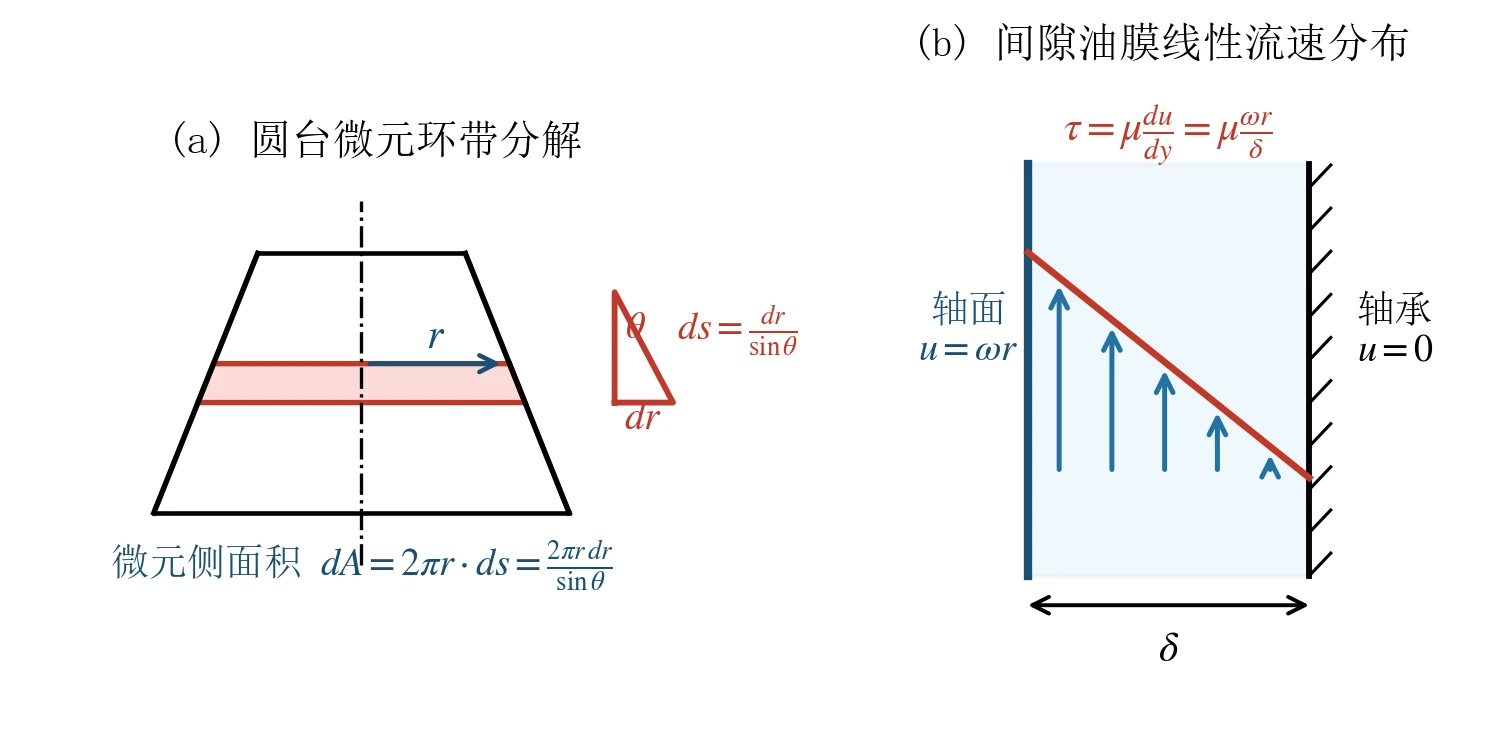 (a) 圆台微元环带分解
r
θ
ds = dr/sinθ
dr
微元侧面积 dA = 2πr · ds = 2πr dr/sinθ
(b) 间隙油膜线性流速分布
τ = μ du/dy = μ ωr/δ
轴面
u = ωr
轴承
u = 0
δ